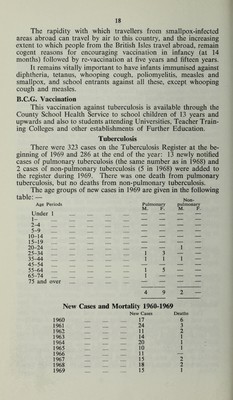 18
The rapidity with which travellers from smallpox-infected
areas abroad can travel by air to this country, and the increasing
extent to which people from the British Isles travel abroad, remain
cogent reasons for encouraging vaccination in infancy (at 14
months) followed by re-vaccination at five years and fifteen years.
It remains vitally important to have infants immunised against
diphtheria, tetanus, whooping cough, poliomyelitis, measles and
smallpox, and school entrants against all these, except whooping
cough and measles.
B.C.G. Vaccination
This vaccination against tuberculosis is available through the
County School Health Service to school children of 13 years and
upwards and also to students attending Universities, Teacher Train-
ing Colleges and other establishments of Further Education.
Tuberculosis
There were 323 cases on the Tuberculosis Register at the be-
ginning of 1969 and 286 at the end of the year: 13 newly notified
cases of pulmonary tuberculosis (the same number as in 1968) and
2 cases of non-pulmonary tuberculosis (5 in 1968) were added to
the register during 1969. There was one death from pulmonary
tuberculosis, but no deaths from non-pulmonary tuberculosis.
The age groups of new cases in 1969 are given in the following
table: —
Non-
Age Periods Pulmonary pulmonary
M. F. M. F.
Under 1 — — — —
1– — — — —
2–4 — — — —
5–9 — — — —
10–14 — — — —
15–19 — — — —
20–24 — — 1 —
25–34 1 3 — —
35–44 1 1 1 —
45–54 — — — —
55–64 1 5 — —
65–74 1 — — —
75 and over — — — —
4 9 2 —
New Cases and Mortality 1960-1969
New Cases Deaths
1960 17 6
1961 24 3
1962 11 2
1963 14 1
1964 20 1
1965 10 1
1966 11 —
1967 15 2
1968 18 2
1969 15 1